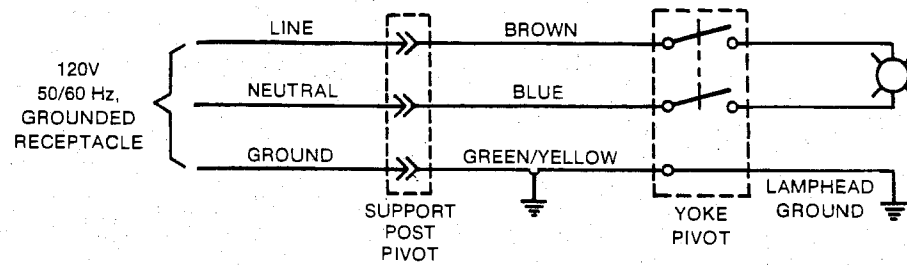 120V
50/60 Hz,
GROUNDED
RECEPTACLE
LINE
NEUTRAL
GROUND
SUPPORT
POST
PIVOT
BROWN
BLUE
GREEN/YELLOW
YOKE
PIVOT
LAMPHEAD
GROUND